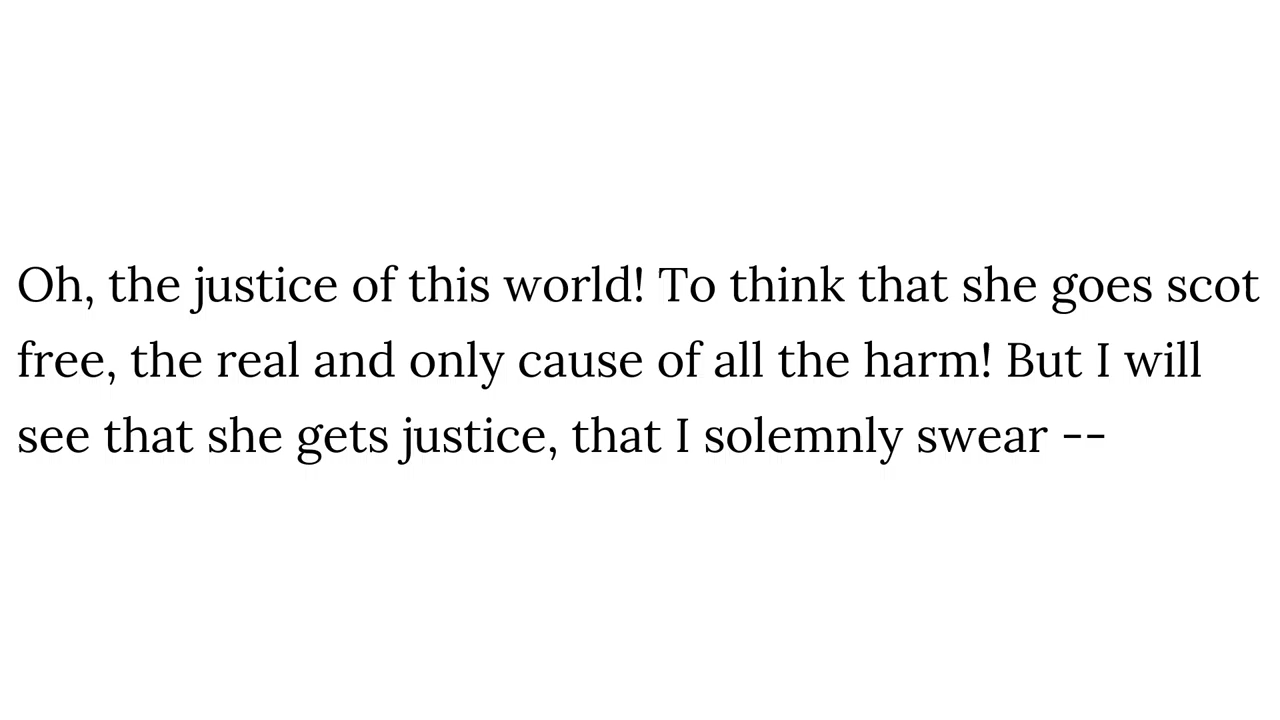 Oh, the justice of this world! To think that she goes scot
free, the real and only cause of all the harm! But I will
see that she gets justice, that I solemnly swear --